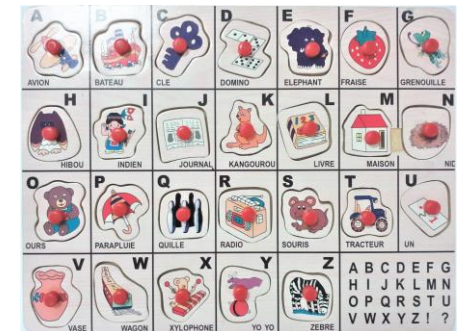 A B C D E F G
AVION BATEAU CLE DOMINO ELEPHANT FRAISE GRENOUILLE
H I J K L M N
HIBOU INDIEN JOURNAL KANGOUROU LIVRE MAISON NID
O P Q R S T U
OURS PARAPLUIE QUILLE RADIO SOURIS TRACTEUR UN
V W X Y Z
VASE WAGON XYLOPHONE YO YO ZEBRE
A B C D E F G
H I J K L M N
O P Q R S T U
V W X Y Z ! ?